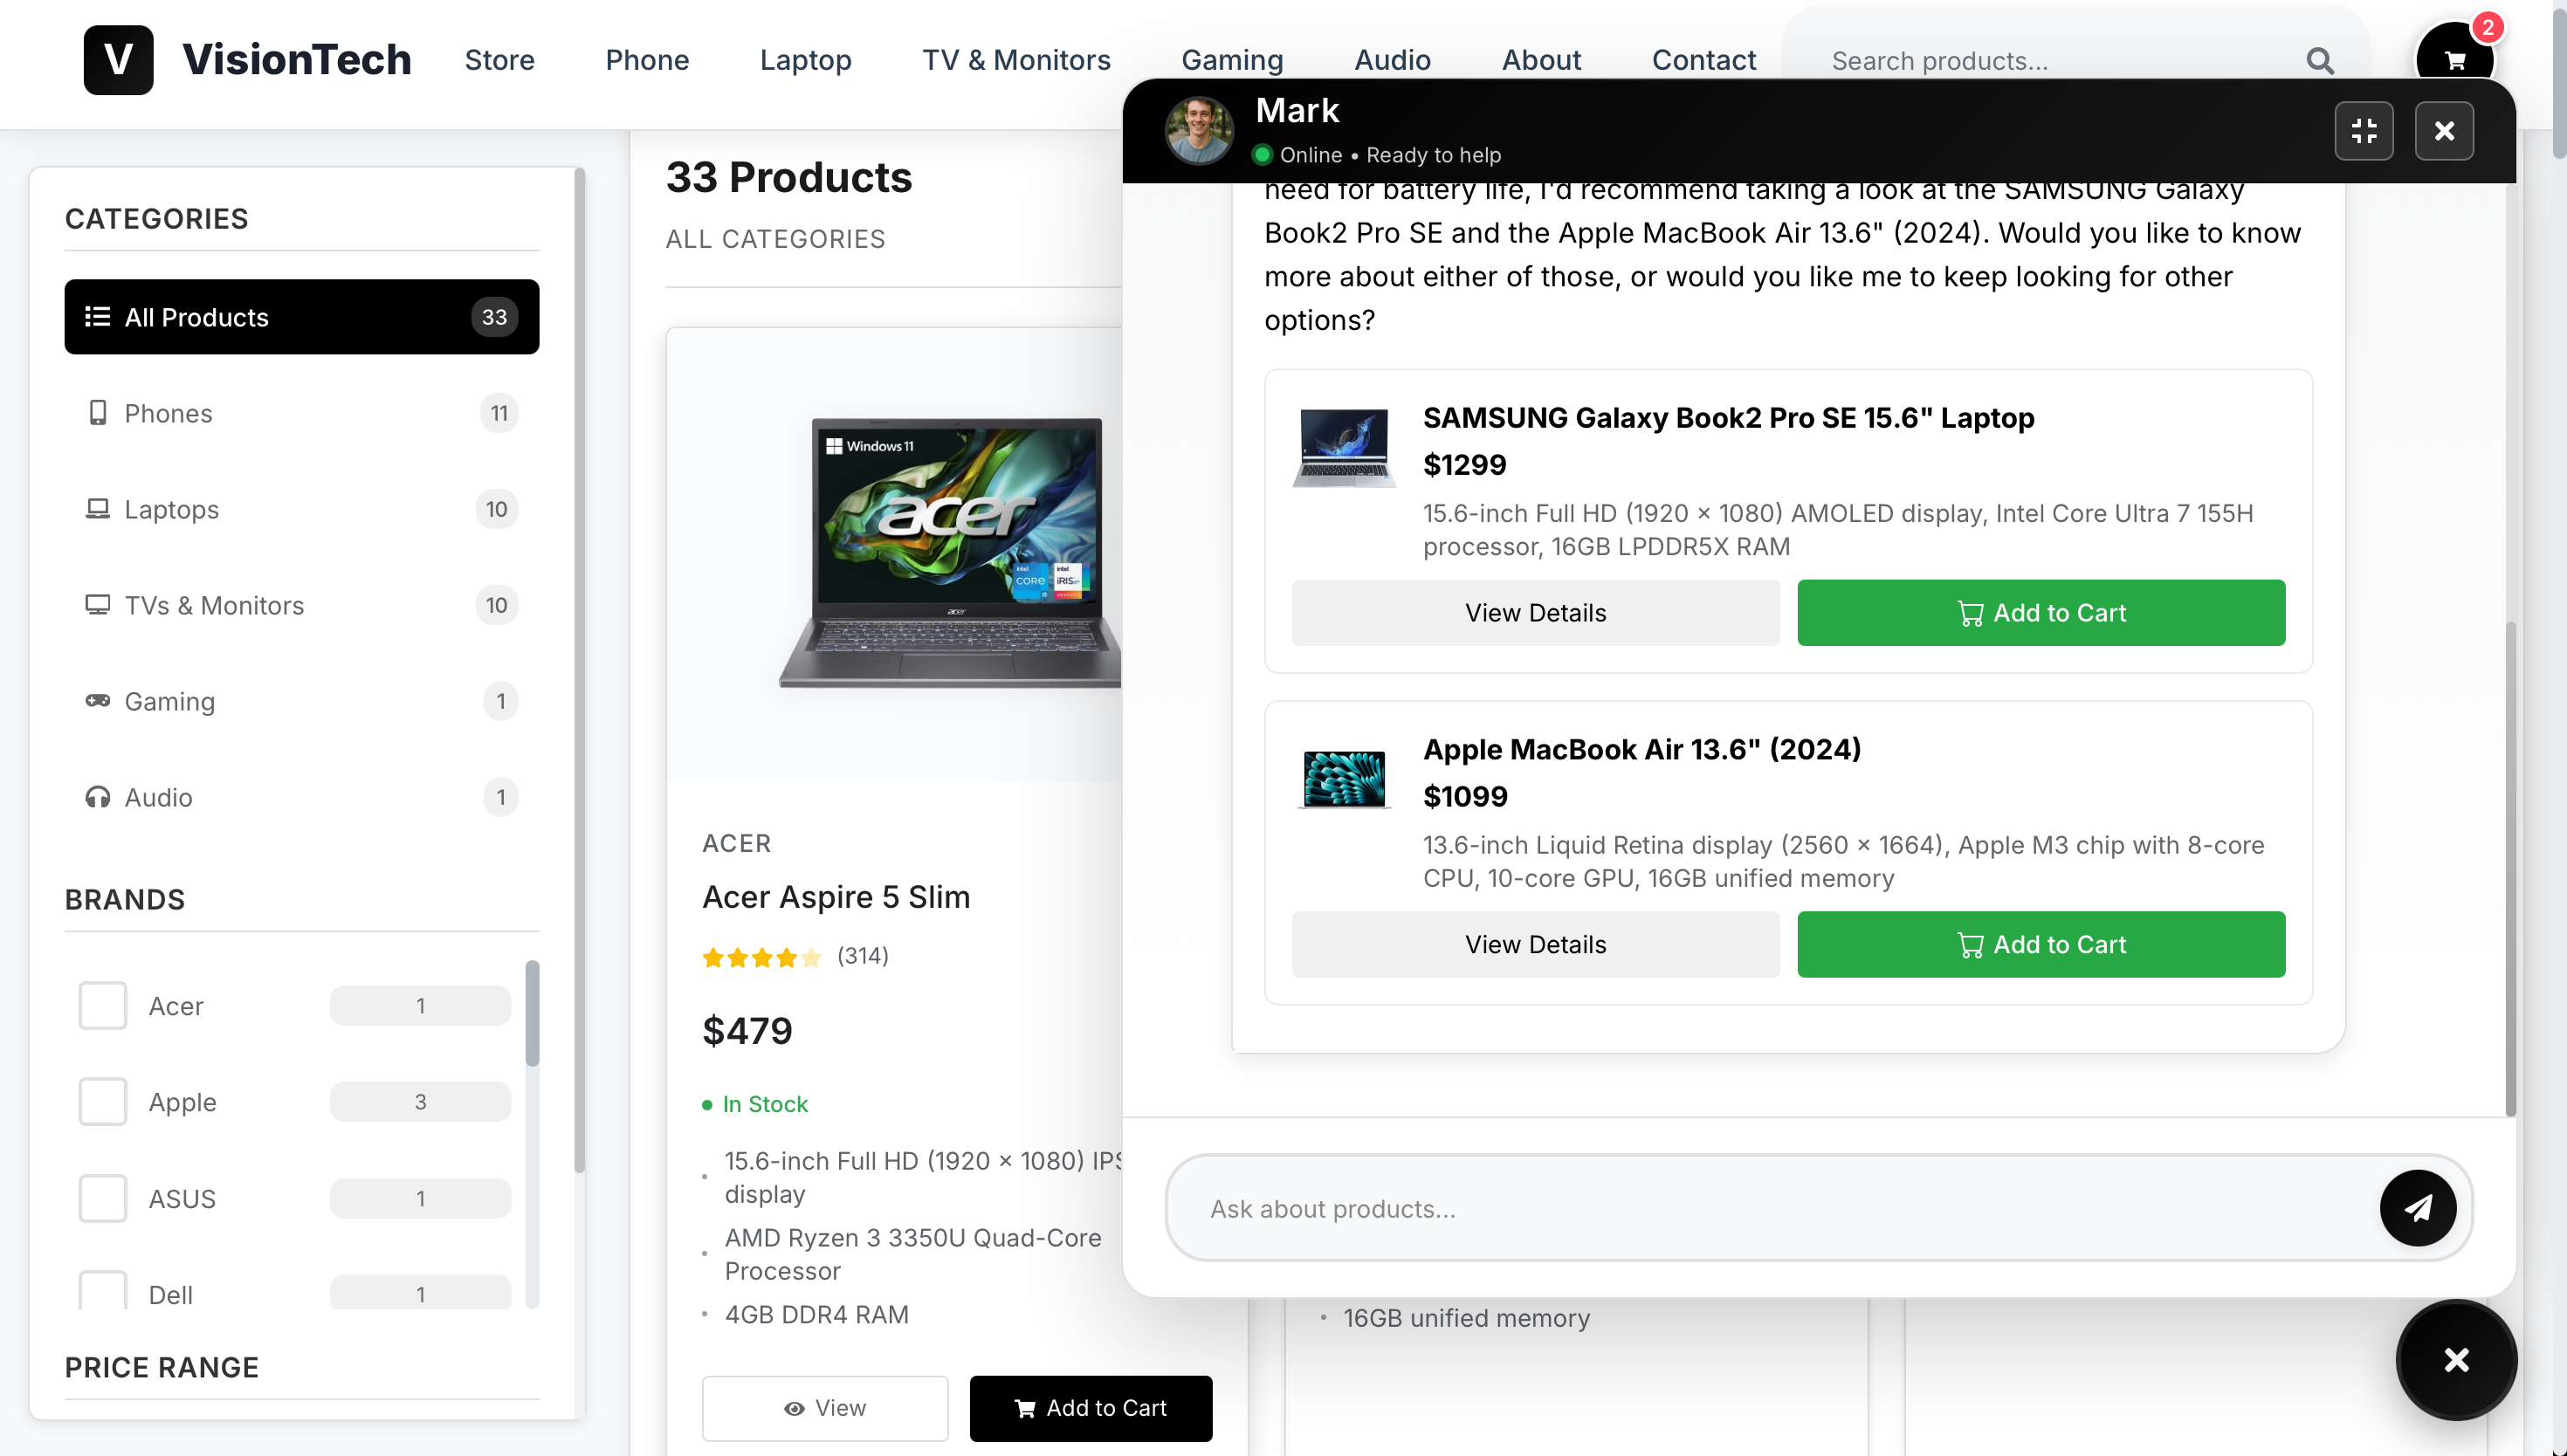 V VisionTech Store Phone Laptop TV & Monitors Gaming Audio About Contact Search products... 2
CATEGORIES
All Products 33
Phones 11
Laptops 10
TVs & Monitors 10
Gaming 1
Audio 1
BRANDS
Acer 1
Apple 3
ASUS 1
Dell 1
PRICE RANGE
33 Products
ALL CATEGORIES
Windows 11
acer
intel CORE i5
intel iRIS xe
acer
ACER
Acer Aspire 5 Slim
(314)
$479
In Stock
15.6-inch Full HD (1920 × 1080) IPS
display
AMD Ryzen 3 3350U Quad-Core
Processor
4GB DDR4 RAM
View Add to Cart
16GB unified memory
Mark
Online • Ready to help
need for battery life, I'd recommend taking a look at the SAMSUNG Galaxy
Book2 Pro SE and the Apple MacBook Air 13.6" (2024). Would you like to know
more about either of those, or would you like me to keep looking for other
options?
SAMSUNG Galaxy Book2 Pro SE 15.6" Laptop
$1299
15.6-inch Full HD (1920 × 1080) AMOLED display, Intel Core Ultra 7 155H
processor, 16GB LPDDR5X RAM
View Details Add to Cart
Apple MacBook Air 13.6" (2024)
$1099
13.6-inch Liquid Retina display (2560 × 1664), Apple M3 chip with 8-core
CPU, 10-core GPU, 16GB unified memory
View Details Add to Cart
Ask about products...